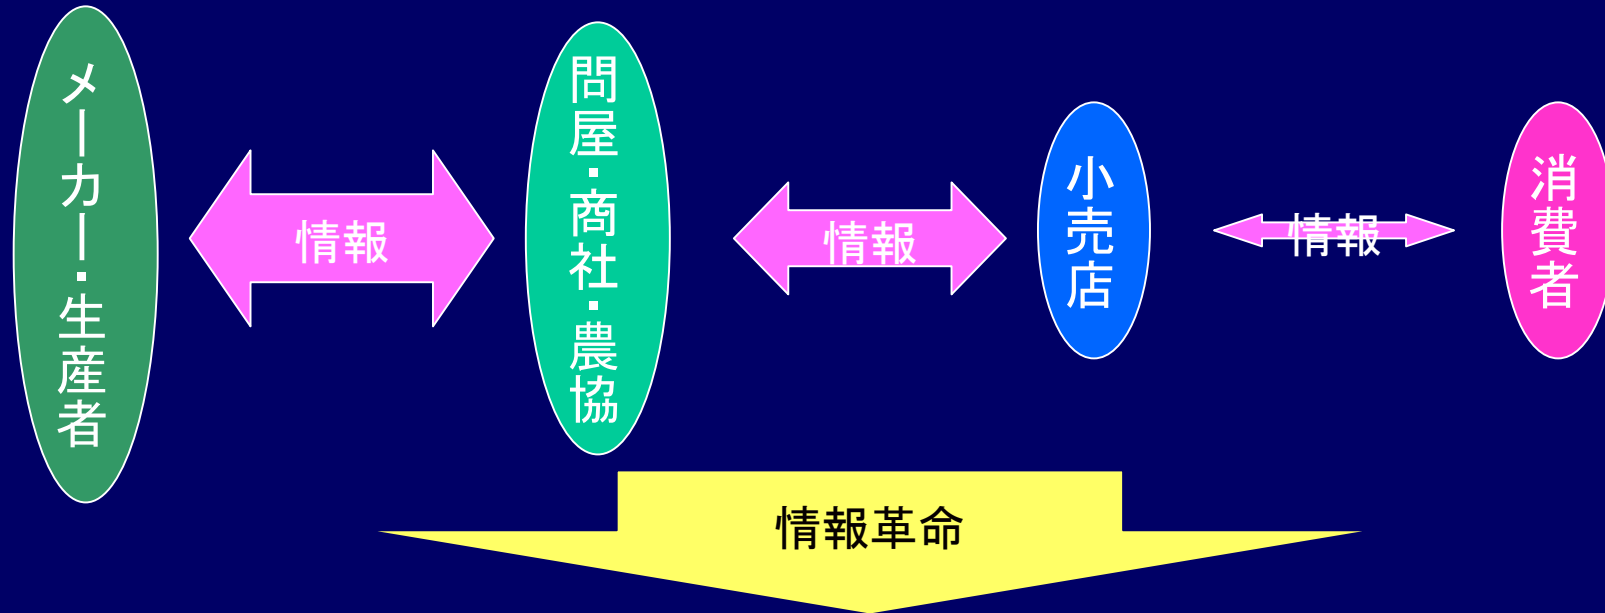 メーカー・生産者
情報
問屋・商社・農協
情報
小売店
情報
消費者
情報革命